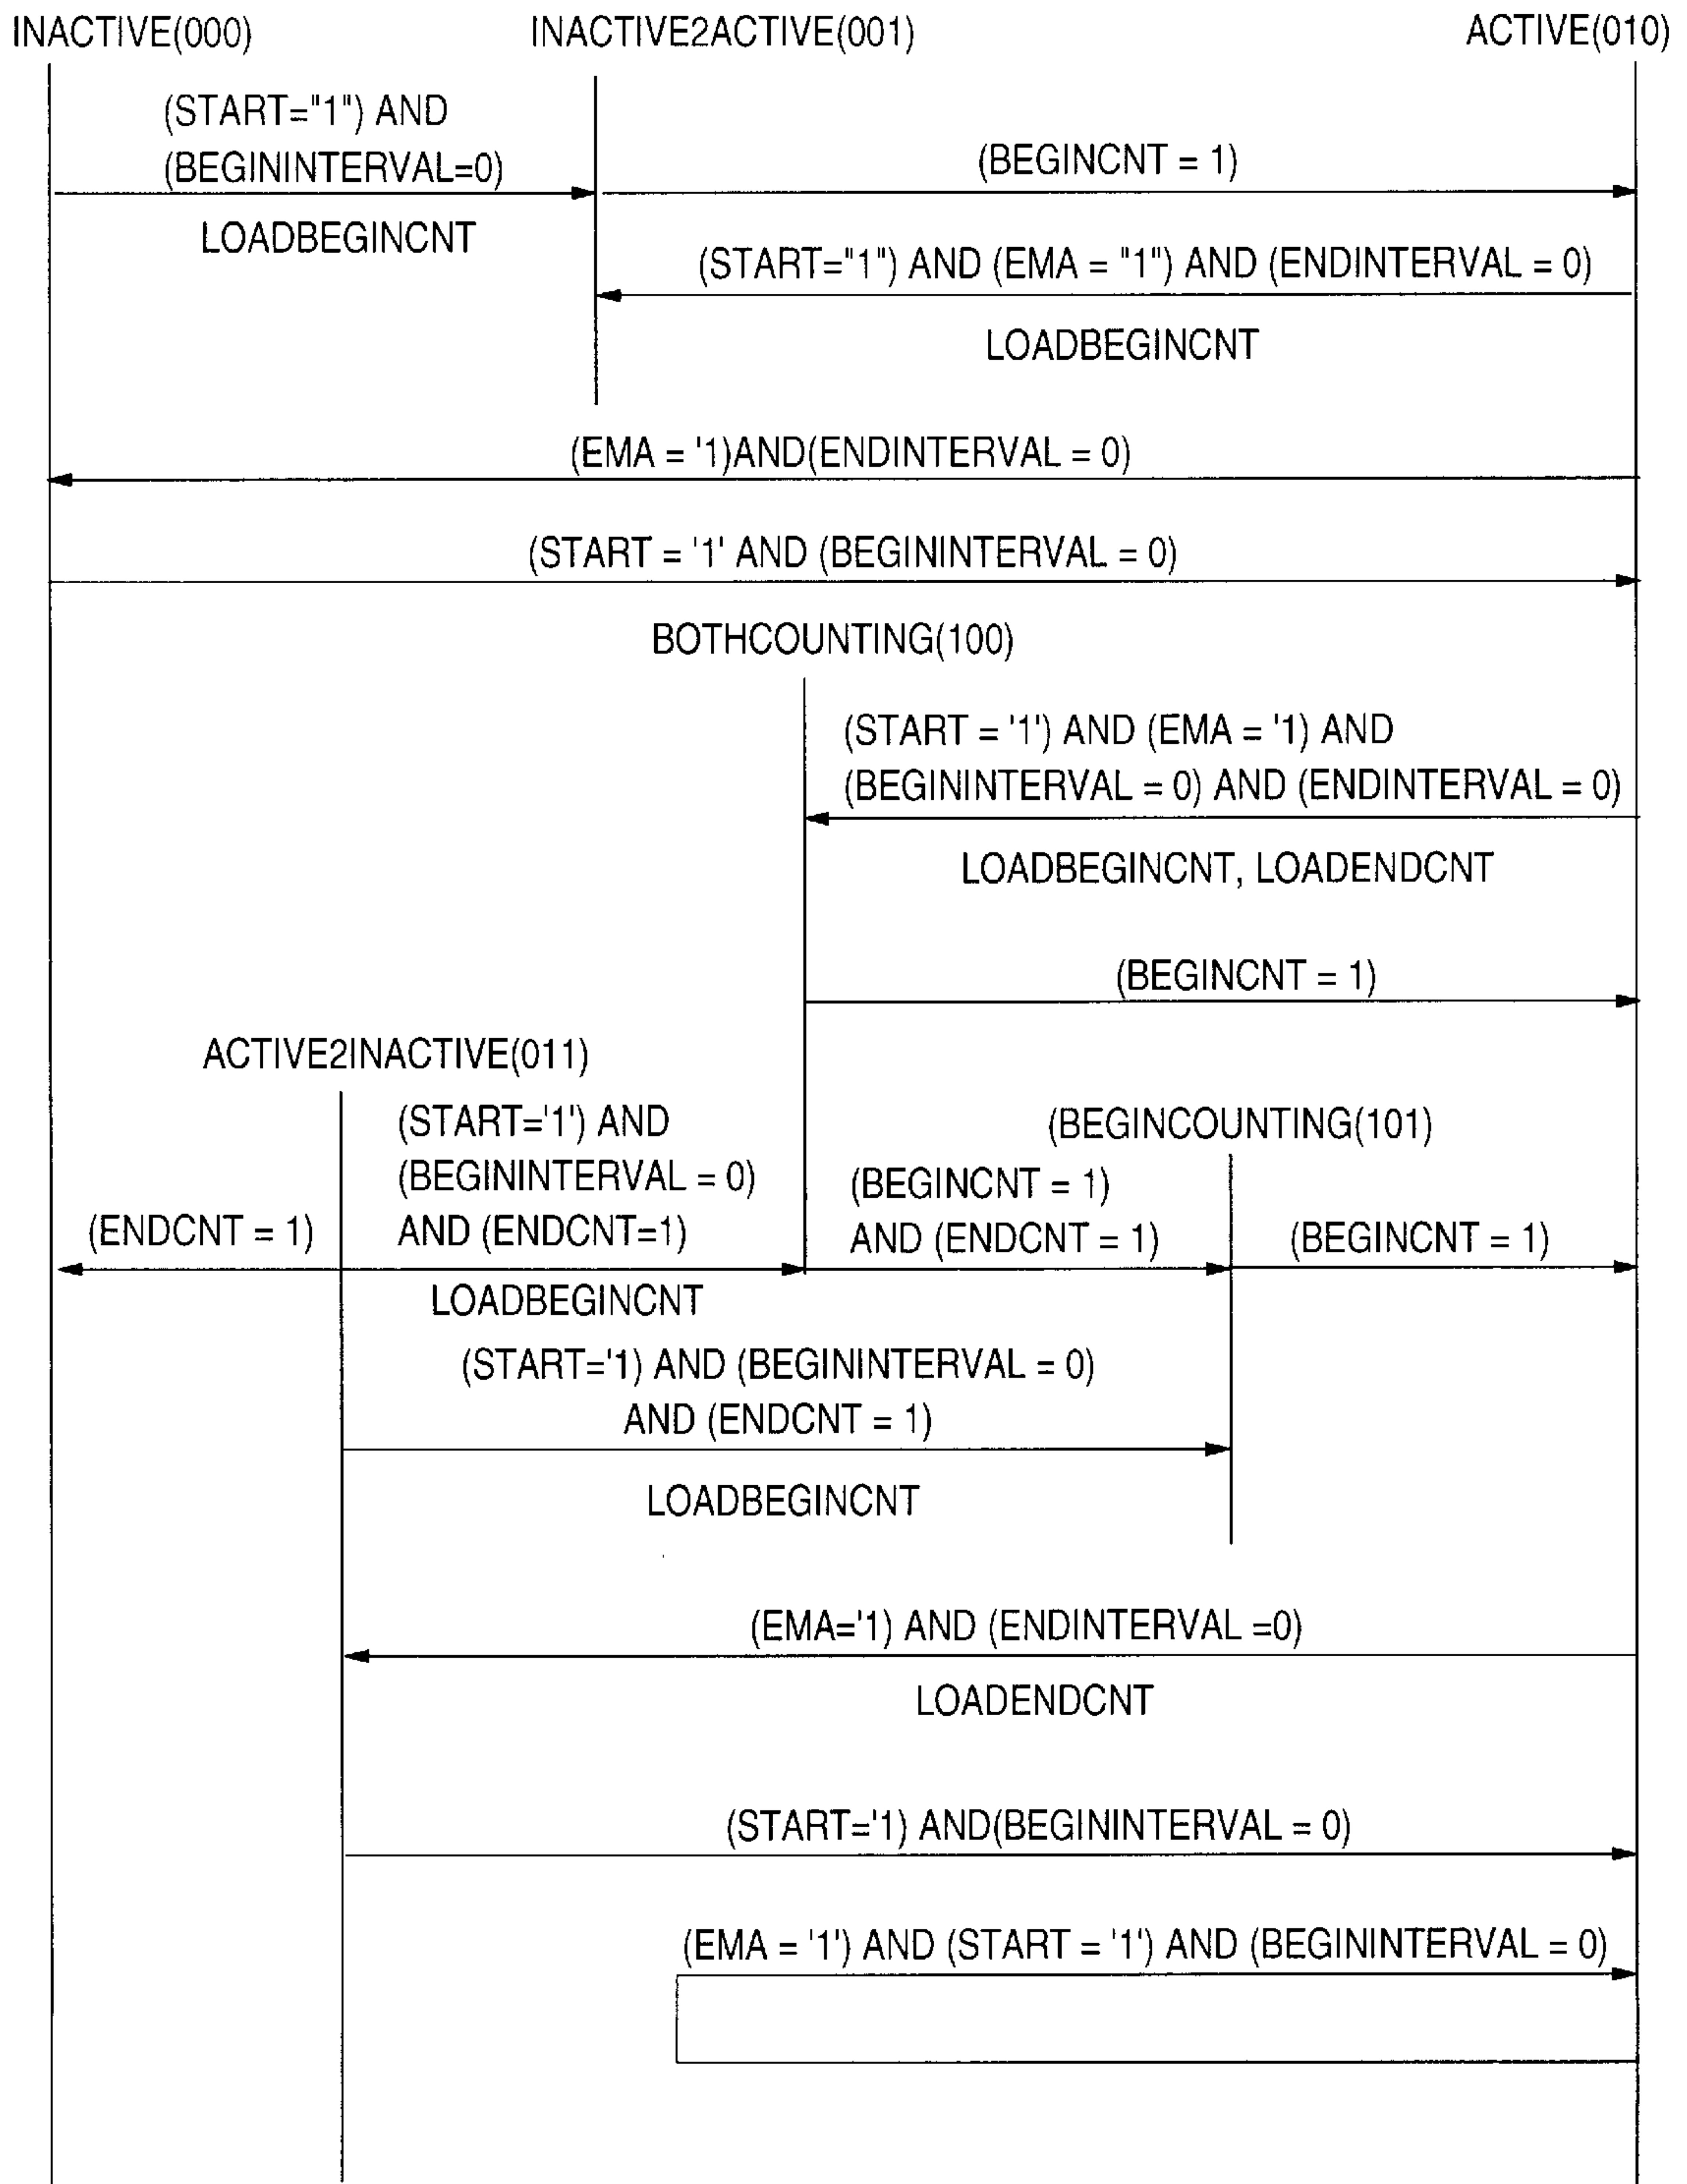 INACTIVE(000)
INACTIVE2ACTIVE(001)
ACTIVE(010)
(START="1") AND
(BEGININTERVAL=0)
LOADBEGINCNT
(BEGINCNT = 1)
(START="1") AND (EMA = "1") AND (ENDINTERVAL = 0)
LOADBEGINCNT
(EMA = '1)AND(ENDINTERVAL = 0)
(START = '1' AND (BEGININTERVAL = 0)
BOTHCOUNTING(100)
(START = '1') AND (EMA = '1) AND
(BEGININTERVAL = 0) AND (ENDINTERVAL = 0)
LOADBEGINCNT, LOADENDCNT
(BEGINCNT = 1)
ACTIVE2INACTIVE(011)
(START='1') AND
(BEGININTERVAL = 0)
AND (ENDCNT=1)
(ENDCNT = 1)
LOADBEGINCNT
(BEGINCOUNTING(101)
(BEGINCNT = 1)
AND (ENDCNT = 1)
(BEGINCNT = 1)
(START='1) AND (BEGININTERVAL = 0)
AND (ENDCNT = 1)
LOADBEGINCNT
(EMA='1) AND (ENDINTERVAL =0)
LOADENDCNT
(START='1) AND(BEGININTERVAL = 0)
(EMA = '1') AND (START = '1') AND (BEGININTERVAL = 0)